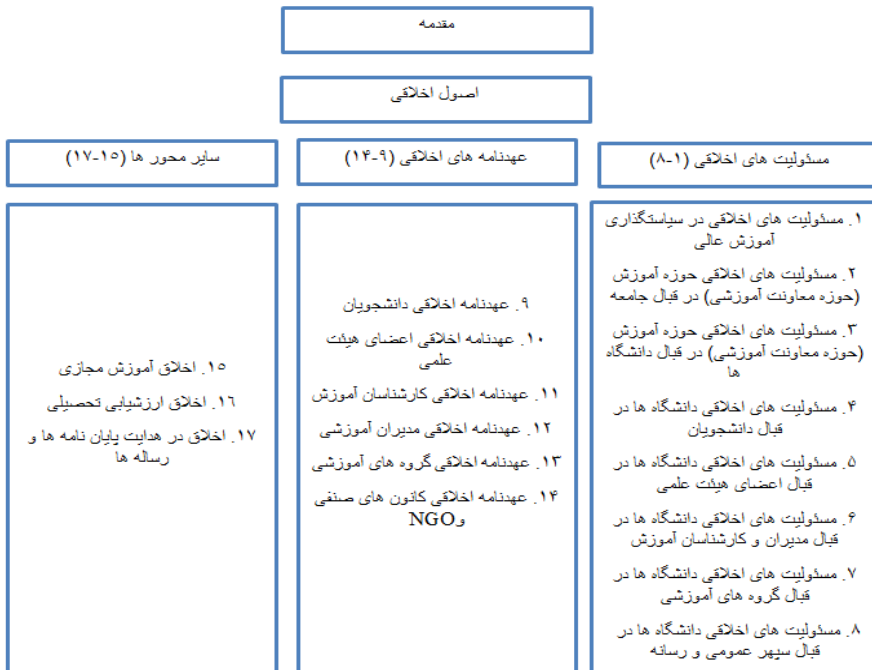 مقدمه
اصول اخلاقی
مسئولیت های اخلاقی (۱-۸)
۱. مسئولیت های اخلاقی در سیاستگذاری
آموزش عالی
۲. مسئولیت های اخلاقی حوزه آموزش
(حوزه معاونت آموزشی) در قبال جامعه
۳. مسئولیت های اخلاقی حوزه آموزش
(حوزه معاونت آموزشی) در قبال دانشگاه
ها
۴. مسئولیت های اخلاقی دانشگاه ها در
قبال دانشجویان
۵. مسئولیت های اخلاقی دانشگاه ها در
قبال اعضای هیئت علمی
۶. مسئولیت های اخلاقی دانشگاه ها در
قبال مدیران و کارشناسان آموزش
۷. مسئولیت های اخلاقی دانشگاه ها در
قبال گروه های آموزشی
۸. مسئولیت های اخلاقی دانشگاه ها در
قبال سپهر عمومی و رسانه
عهدنامه های اخلاقی (۹-۱۴)
۹. عهدنامه اخلاقی دانشجویان
۱۰. عهدنامه اخلاقی اعضای هیئت
علمی
۱۱. عهدنامه اخلاقی کارشناسان آموزش
۱۲. عهدنامه اخلاقی مدیران آموزشی
۱۳. عهدنامه اخلاقی گروه های آموزشی
۱۴. عهدنامه اخلاقی کانون های صنفی
وNGO
سایر محور ها (۱۵-۱۷)
۱۵. اخلاق آموزش مجازی
۱۶. اخلاق ارزشیابی تحصیلی
۱۷. اخلاق در هدایت پایان نامه ها و
رساله ها